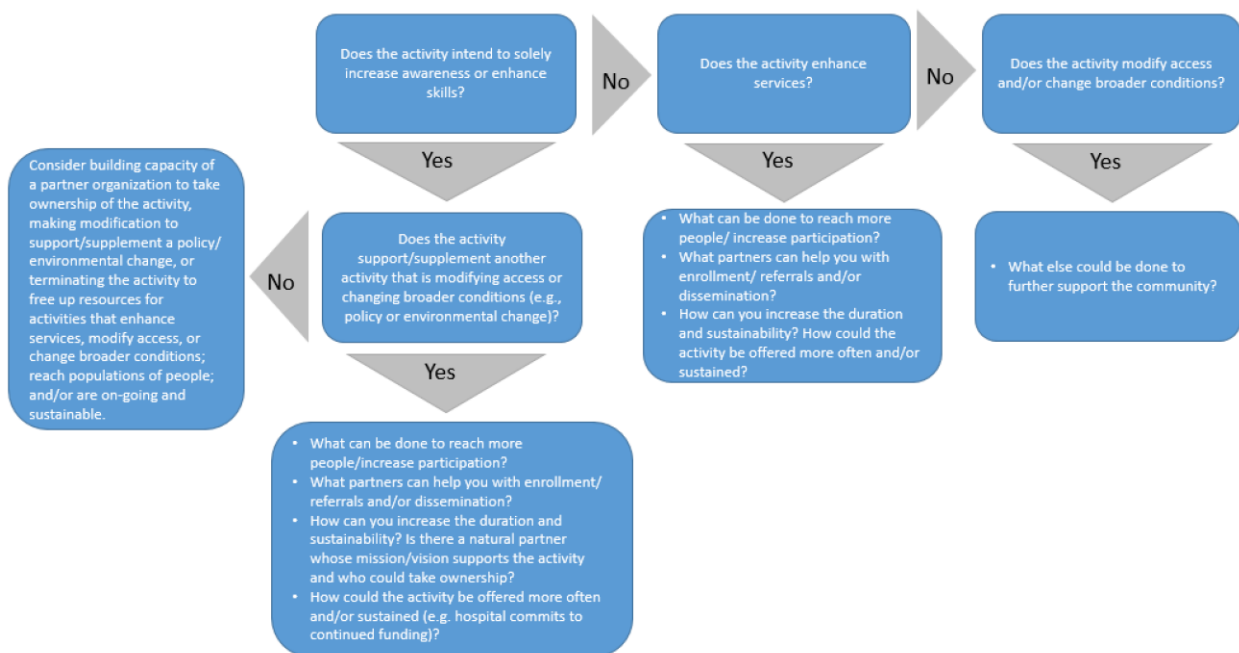 Does the activity intend to solely
increase awareness or enhance
skills?
No
Does the activity enhance
services?
No
Does the activity modify access
and/or change broader conditions?
Yes
Yes
Yes
Consider building capacity of
a partner organization to take
ownership of the activity,
making modification to
support/supplement a policy/
environmental change, or
terminating the activity to
free up resources for
activities that enhance
services, modify access, or
change broader conditions;
reach populations of people;
and/or are on-going and
sustainable.
No
Does the activity
support/supplement another
activity that is modifying access or
changing broader conditions (e.g.,
policy or environmental change)?
• What can be done to reach more
people/ increase participation?
• What partners can help you with
enrollment/ referrals and/or
dissemination?
• How can you increase the duration
and sustainability? How could the
activity be offered more often and/or
sustained?
• What else could be done to
further support the community?
Yes
• What can be done to reach more
people/increase participation?
• What partners can help you with enrollment/
referrals and/or dissemination?
• How can you increase the duration and
sustainability? Is there a natural partner
whose mission/vision supports the activity
and who could take ownership?
• How could the activity be offered more often
and/or sustained (e.g. hospital commits to
continued funding)?